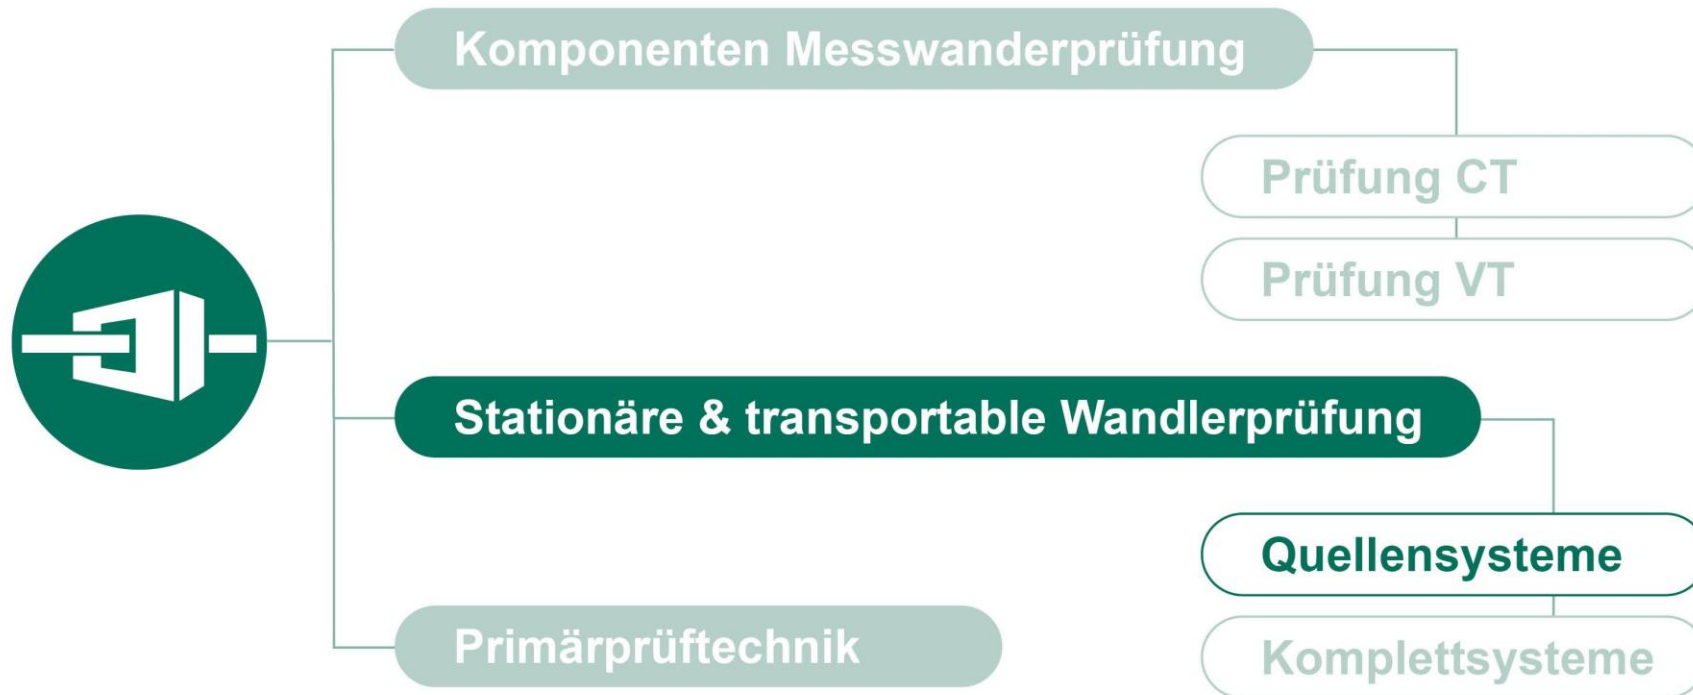 Komponenten Messwanderprüfung
Prüfung CT
Prüfung VT
Stationäre & transportable Wandlerprüfung
Quellensysteme
Komplettsysteme
Primärprüftechnik